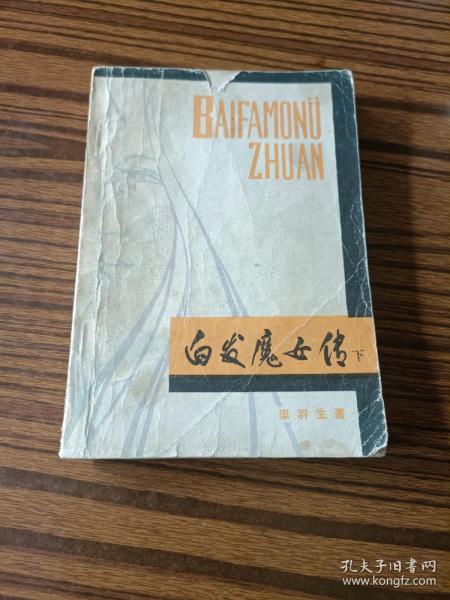 BAIFAMONÜ
ZHUAN
白发魔女传 下
梁羽生著
孔夫子旧书网
www.kongfz.com